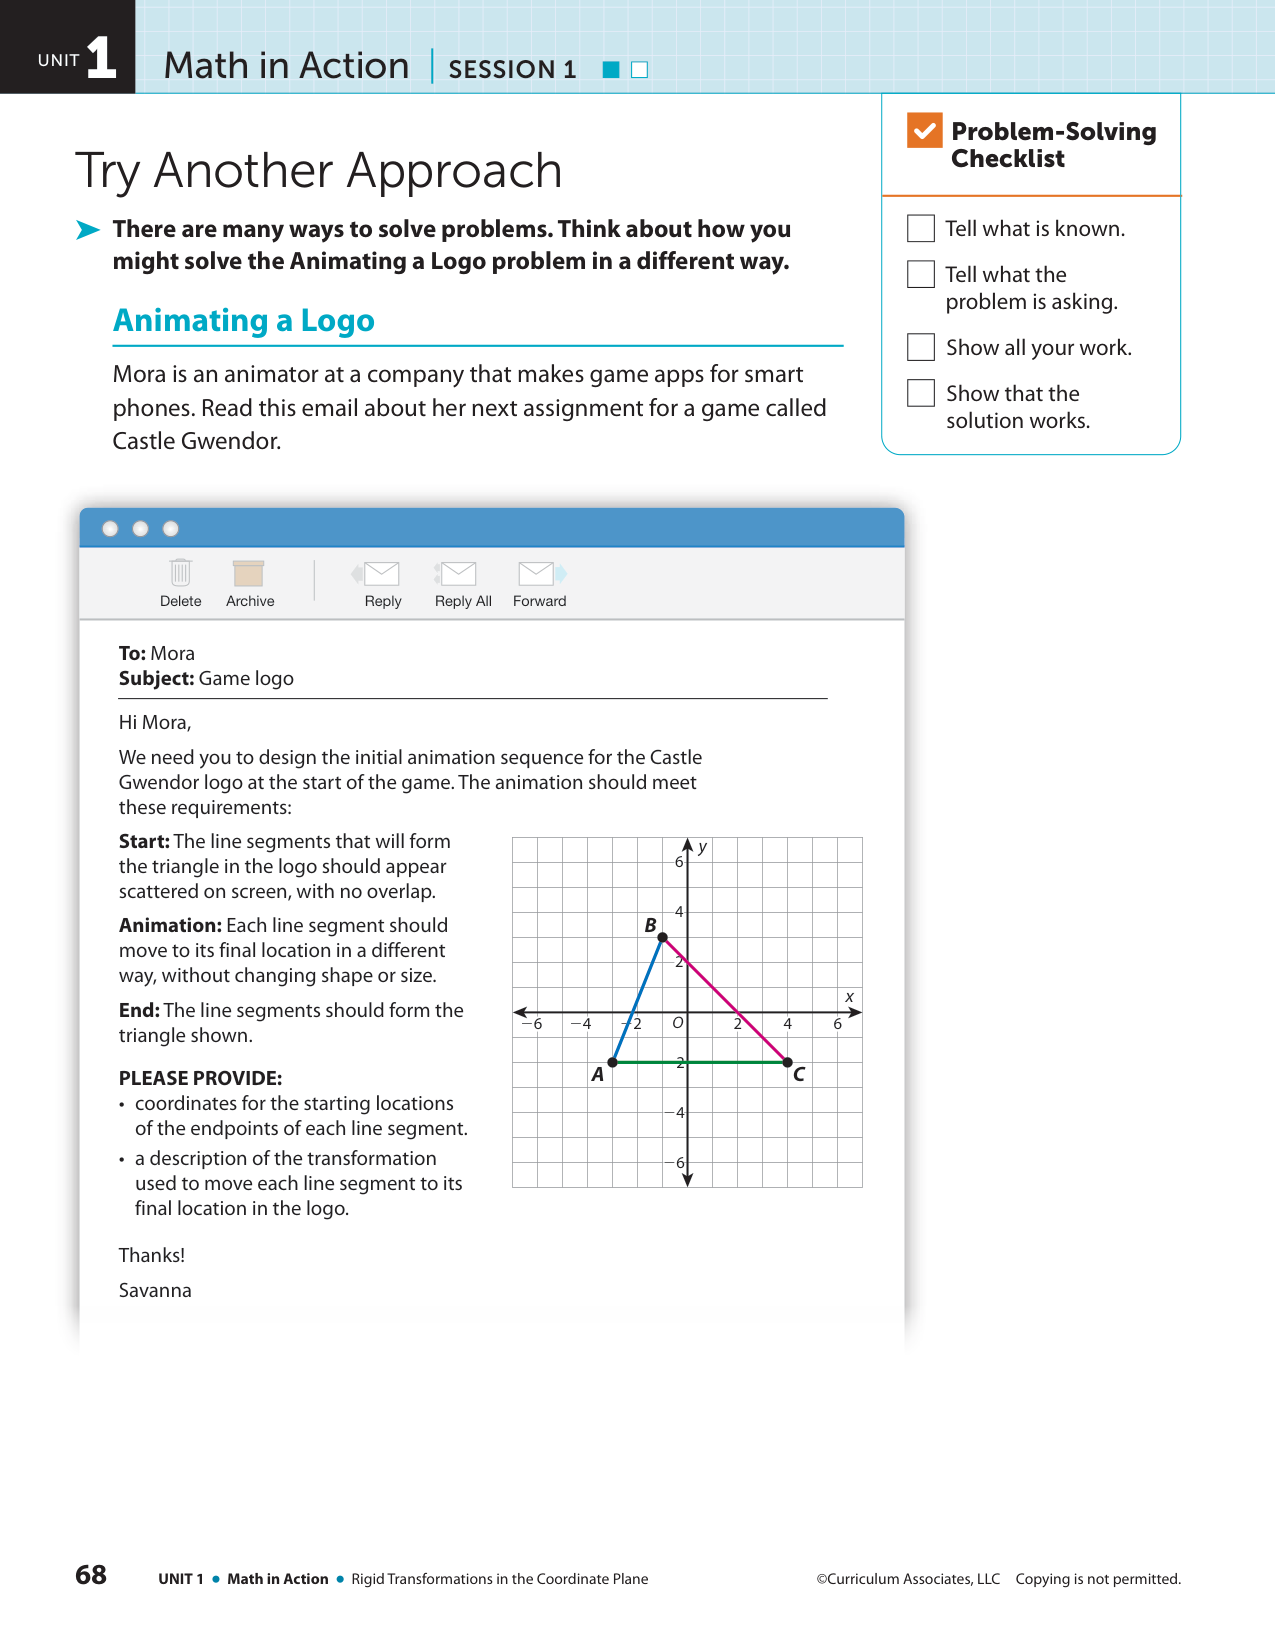 UNIT 1 Math in Action SESSION 1
Try Another Approach
There are many ways to solve problems. Think about how you
might solve the Animating a Logo problem in a different way.
Animating a Logo
Mora is an animator at a company that makes game apps for smart
phones. Read this email about her next assignment for a game called
Castle Gwendor.
Problem-Solving
Checklist
Tell what is known.
Tell what the
problem is asking.
Show all your work.
Show that the
solution works.
Delete Archive Reply Reply All Forward
To: Mora
Subject: Game logo
Hi Mora,
We need you to design the initial animation sequence for the Castle
Gwendor logo at the start of the game. The animation should meet
these requirements:
Start: The line segments that will form
the triangle in the logo should appear
scattered on screen, with no overlap.
Animation: Each line segment should
move to its final location in a different
way, without changing shape or size.
End: The line segments should form the
triangle shown.
PLEASE PROVIDE:
• coordinates for the starting locations
of the endpoints of each line segment.
• a description of the transformation
used to move each line segment to its
final location in the logo.
Thanks!
Savanna
y
6
4
B
2
x
−6 −4 −2 O 2 4 6
−2
A C
−4
−6
68 UNIT 1 • Math in Action • Rigid Transformations in the Coordinate Plane ©Curriculum Associates, LLC Copying is not permitted.